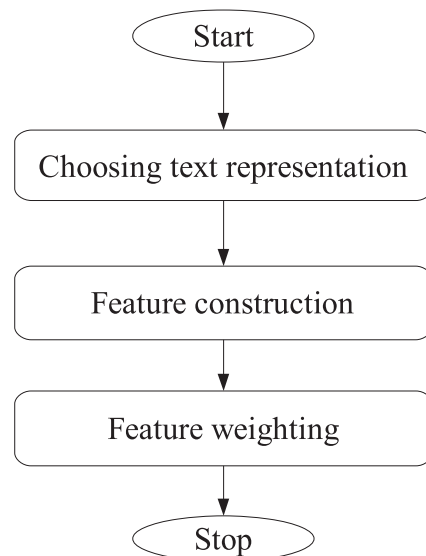 Start
Choosing text representation
Feature construction
Feature weighting
Stop